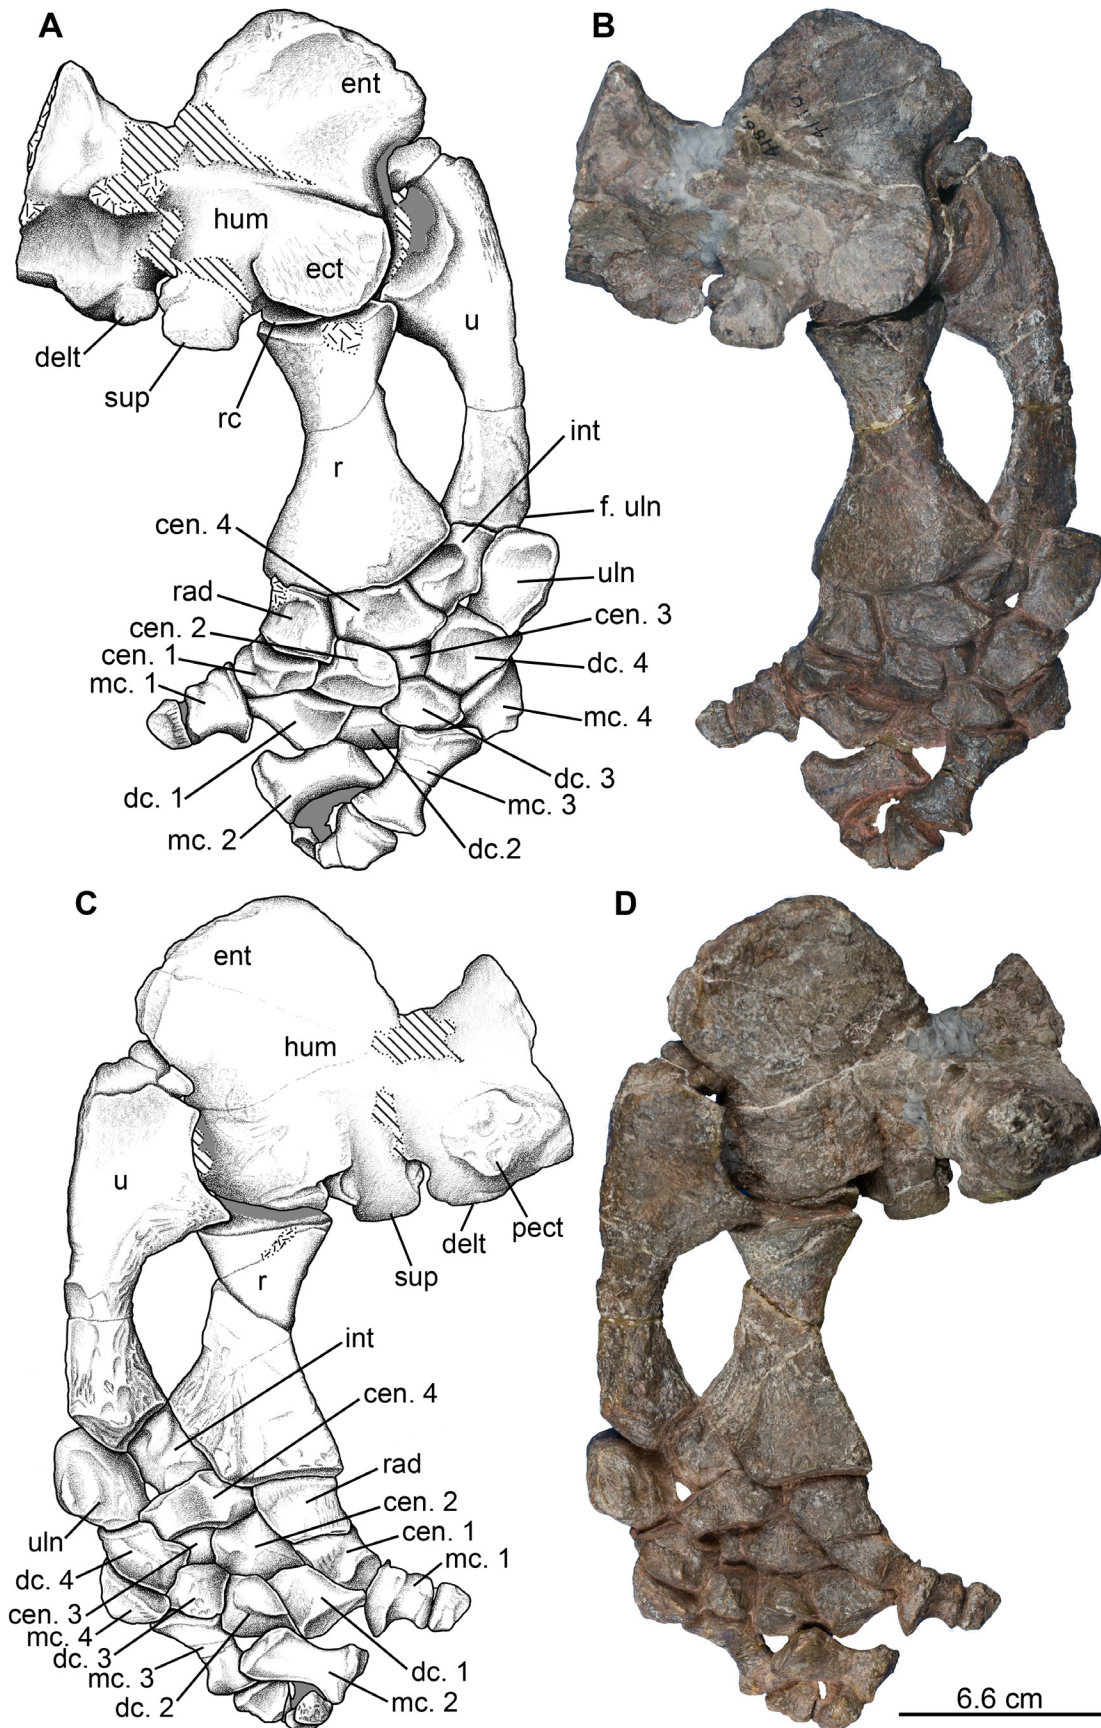 A
B
ent
hum
ect
u
delt
sup
rc
int
r
f. uln
cen. 4
uln
rad
cen. 2
cen. 3
cen. 1
dc. 4
mc. 1
mc. 4
dc. 1
dc. 3
mc. 3
mc. 2
dc.2
C
D
ent
hum
u
pect
delt
sup
r
int
cen. 4
rad
cen. 2
cen. 1
uln
mc. 1
dc. 4
cen. 3
mc. 4
dc. 3
mc. 3
dc. 1
dc. 2
mc. 2
6.6 cm